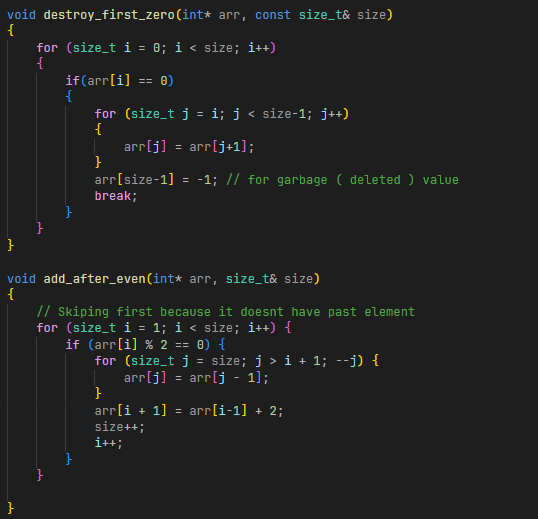 void destroy_first_zero(int* arr, const size_t& size)
{
    for (size_t i = 0; i < size; i++)
    {
        if(arr[i] == 0)
        {
            for (size_t j = i; j < size-1; j++)
            {
                arr[j] = arr[j+1];
            }
            arr[size-1] = -1; // for garbage ( deleted ) value
            break;
        }
    }
}

void add_after_even(int* arr, size_t& size)
{
    // Skiping first because it doesnt have past element
    for (size_t i = 1; i < size; i++) {
        if (arr[i] % 2 == 0) {
            for (size_t j = size; j > i + 1; --j) {
                arr[j] = arr[j - 1];
            }
            arr[i + 1] = arr[i-1] + 2;
            size++;
            i++;
        }
    }

}